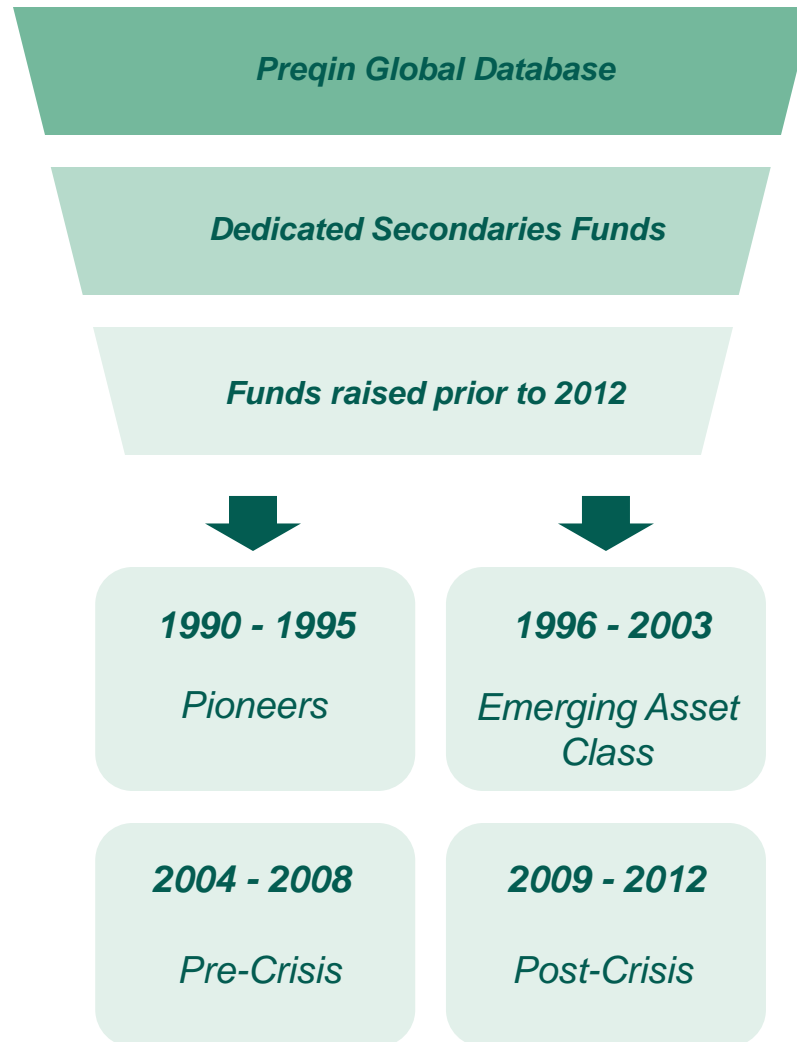 Preqin Global Database
Dedicated Secondaries Funds
Funds raised prior to 2012
1990 - 1995
Pioneers
1996 - 2003
Emerging Asset
Class
2004 - 2008
Pre-Crisis
2009 - 2012
Post-Crisis